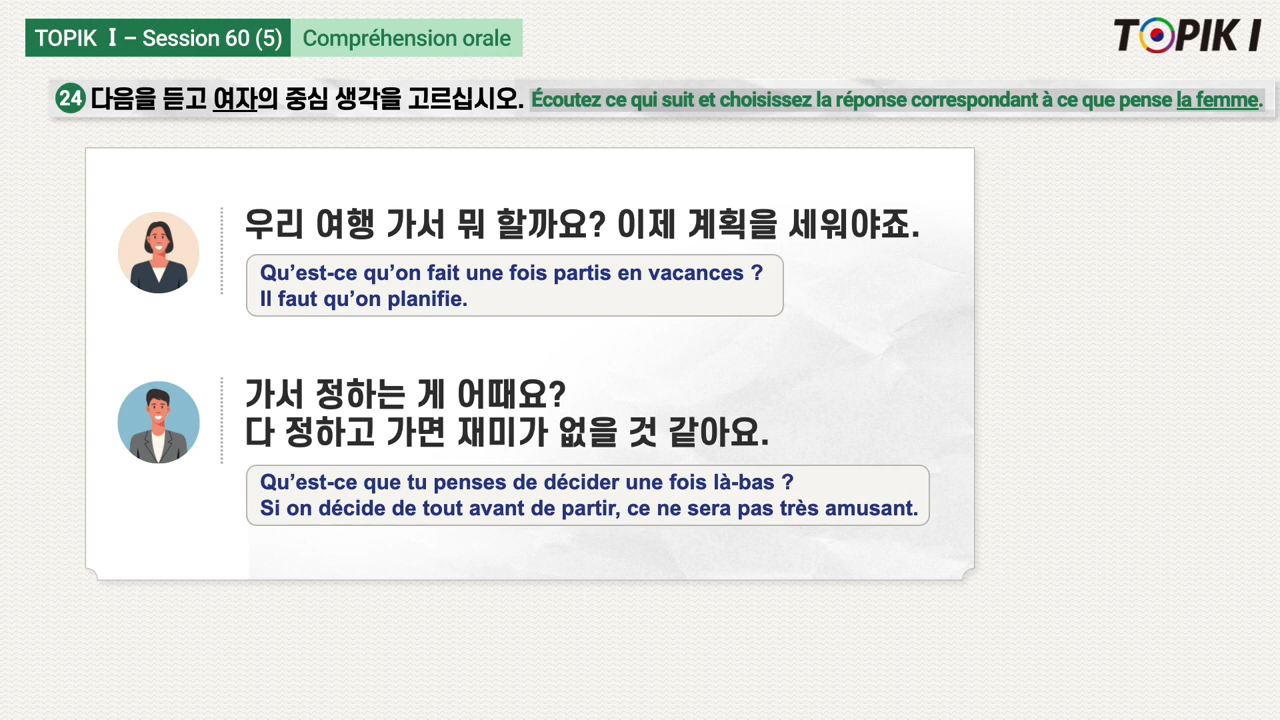 TOPIK Ⅰ – Session 60 (5) Compréhension orale
TOPIK I
24 다음을 듣고 여자의 중심 생각을 고르십시오. Écoutez ce qui suit et choisissez la réponse correspondant à ce que pense la femme.
우리 여행 가서 뭐 할까요? 이제 계획을 세워야죠.
Qu’est-ce qu’on fait une fois partis en vacances ?
Il faut qu’on planifie.
가서 정하는 게 어때요?
다 정하고 가면 재미가 없을 것 같아요.
Qu’est-ce que tu penses de décider une fois là-bas ?
Si on décide de tout avant de partir, ce ne sera pas très amusant.